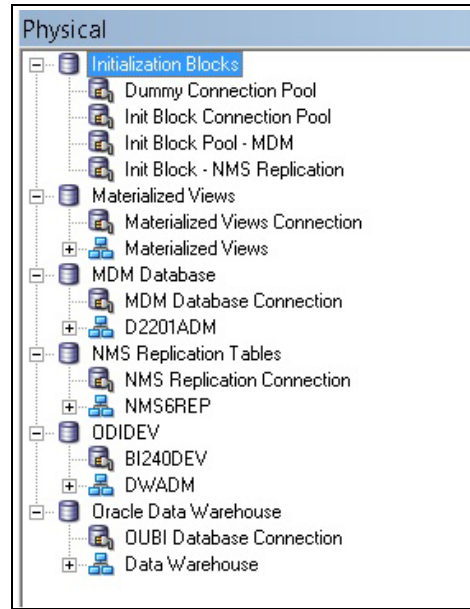 Physical
Initialization Blocks
Dummy Connection Pool
Init Block Connection Pool
Init Block Pool - MDM
Init Block - NMS Replication
Materialized Views
Materialized Views Connection
Materialized Views
MDM Database
MDM Database Connection
D2201ADM
NMS Replication Tables
NMS Replication Connection
NMS6REP
ODIDEV
BI240DEV
DWADM
Oracle Data Warehouse
OUBI Database Connection
Data Warehouse